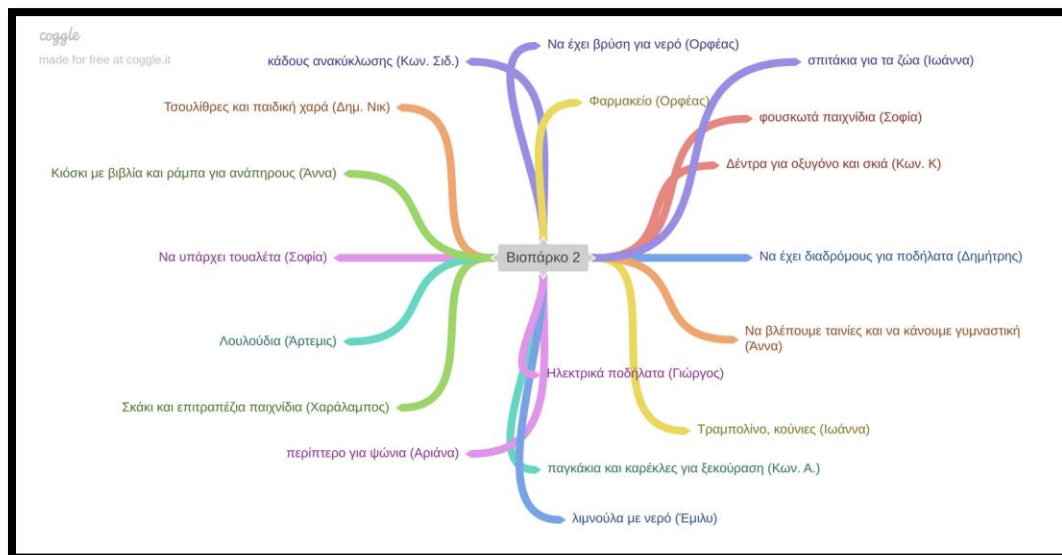 coggle
made for free at coggle.it
Να έχει βρύση για νερό (Ορφέας)
κάδους ανακύκλωσης (Κων. Σιδ.)
σπιτάκια για τα ζώα (Ιωάννα)
Τσουλίθρες και παιδική χαρά (Δημ. Νικ)
Φαρμακείο (Ορφέας)
φουσκωτά παιχνίδια (Σοφία)
Δέντρα για οξυγόνο και σκιά (Κων. Κ)
Κιόσκι με βιβλία και ράμπα για ανάπηρους (Άννα)
Να υπάρχει τουαλέτα (Σοφία)
Βιοπάρκο 2
Να έχει διαδρόμους για ποδήλατα (Δημήτρης)
Λουλούδια (Άρτεμις)
Να βλέπουμε ταινίες και να κάνουμε γυμναστική
(Άννα)
Ηλεκτρικά ποδήλατα (Γιώργος)
Σκάκι και επιτραπέζια παιχνίδια (Χαράλαμπος)
Τραμπολίνο, κούνιες (Ιωάννα)
περίπτερο για ψώνια (Αριάνα)
παγκάκια και καρέκλες για ξεκούραση (Κων. Α.)
λιμνούλα με νερό (Έμιλυ)